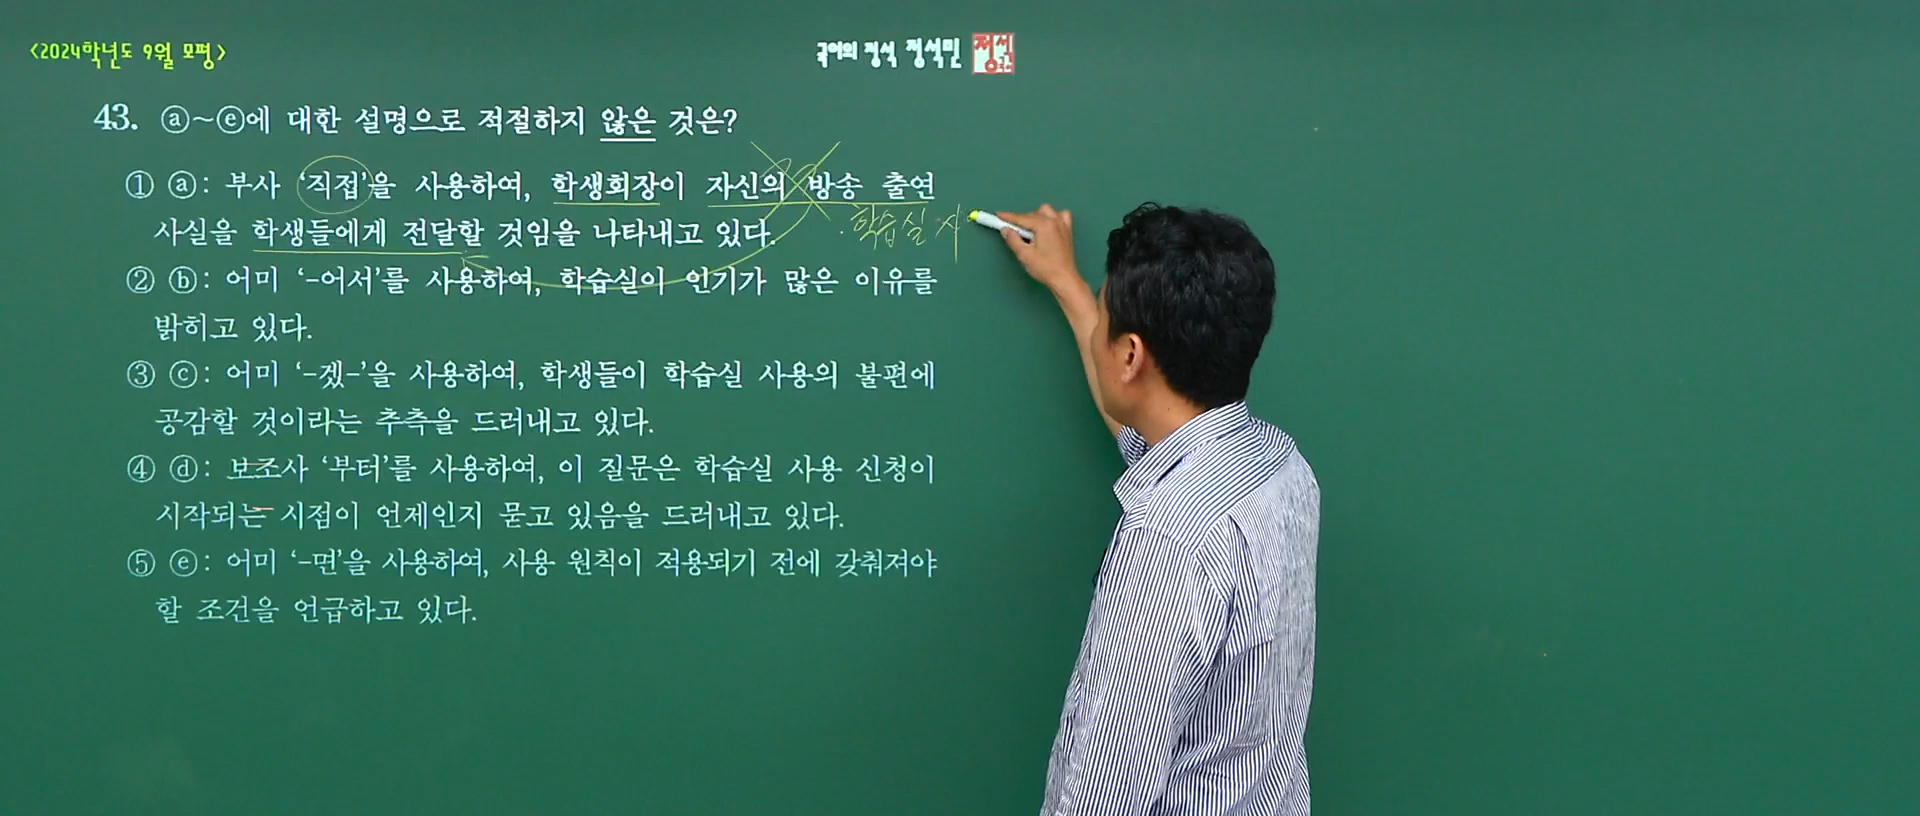 <2024학년도 9월 모평>
국어의 정석 정석민
43. ⓐ~ⓔ에 대한 설명으로 적절하지 않은 것은?
① ⓐ: 부사 ‘직접’을 사용하여, 학생회장이 자신의 방송 출연
학습실 사
사실을 학생들에게 전달할 것임을 나타내고 있다.
② ⓑ: 어미 ‘-어서’를 사용하여, 학습실이 인기가 많은 이유를
밝히고 있다.
③ ⓒ: 어미 ‘-겠-’을 사용하여, 학생들이 학습실 사용의 불편에
공감할 것이라는 추측을 드러내고 있다.
④ ⓓ: 보조사 ‘부터’를 사용하여, 이 질문은 학습실 사용 신청이
시작되는 시점이 언제인지 묻고 있음을 드러내고 있다.
⑤ ⓔ: 어미 ‘-면’을 사용하여, 사용 원칙이 적용되기 전에 갖춰져야
할 조건을 언급하고 있다.